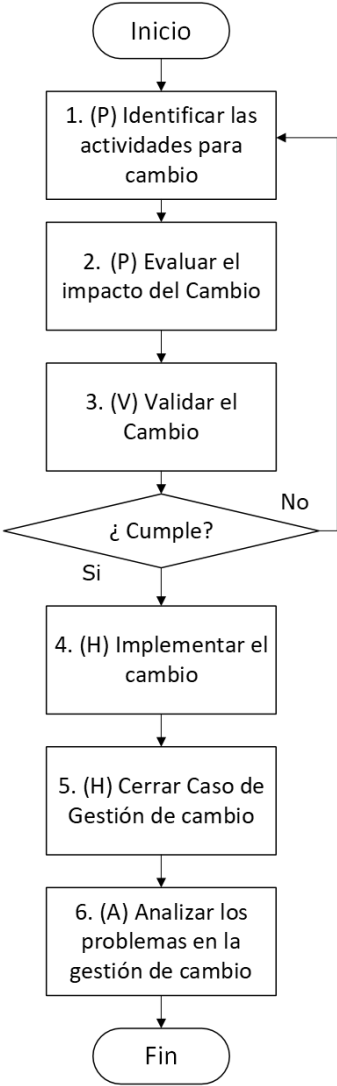 Inicio
1. (P) Identificar las
actividades para
cambio
2. (P) Evaluar el
impacto del Cambio
3. (V) Validar el
Cambio
No
¿ Cumple?
Si
4. (H) Implementar el
cambio
5. (H) Cerrar Caso de
Gestión de cambio
6. (A) Analizar los
problemas en la
gestión de cambio
Fin